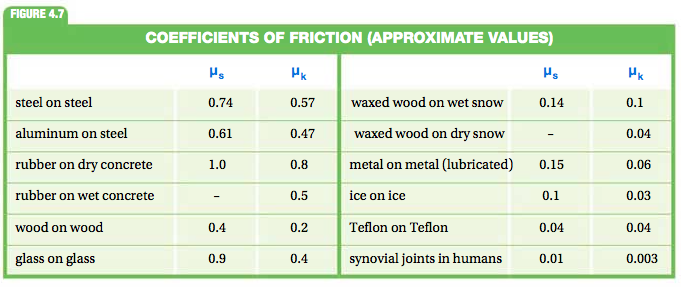 FIGURE 4.7
COEFFICIENTS OF FRICTION (APPROXIMATE VALUES)
μs μk μs μk
steel on steel 0.74 0.57 waxed wood on wet snow 0.14 0.1
aluminum on steel 0.61 0.47 waxed wood on dry snow – 0.04
rubber on dry concrete 1.0 0.8 metal on metal (lubricated) 0.15 0.06
rubber on wet concrete – 0.5 ice on ice 0.1 0.03
wood on wood 0.4 0.2 Teflon on Teflon 0.04 0.04
glass on glass 0.9 0.4 synovial joints in humans 0.01 0.003